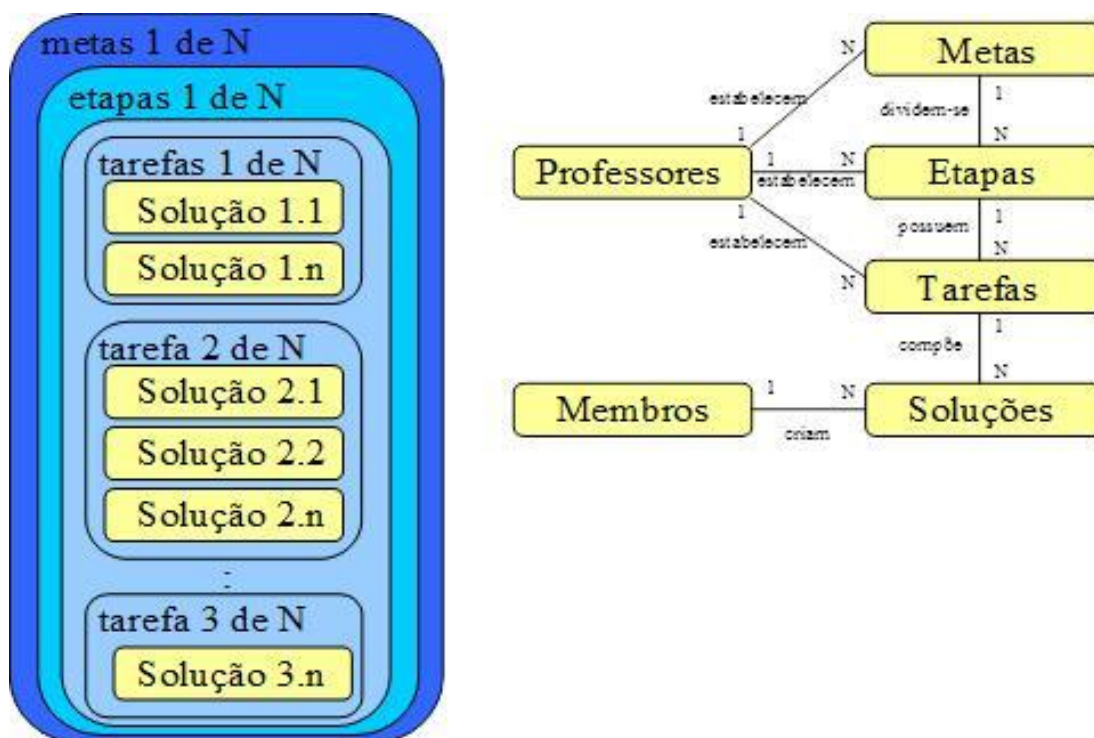 metas 1 de N
etapas 1 de N
tarefas 1 de N
Solução 1.1
Solução 1.n
tarefa 2 de N
Solução 2.1
Solução 2.2
Solução 2.n
tarefa 3 de N
Solução 3.n
N
Metas
estabelecem
1
dividem-se
1
N
Professores
1
N
estabelecem
Etapas
1
estabelecem
possuem
1
N
N
Tarefas
1
compõe
N
Membros
1
N
criam
Soluções